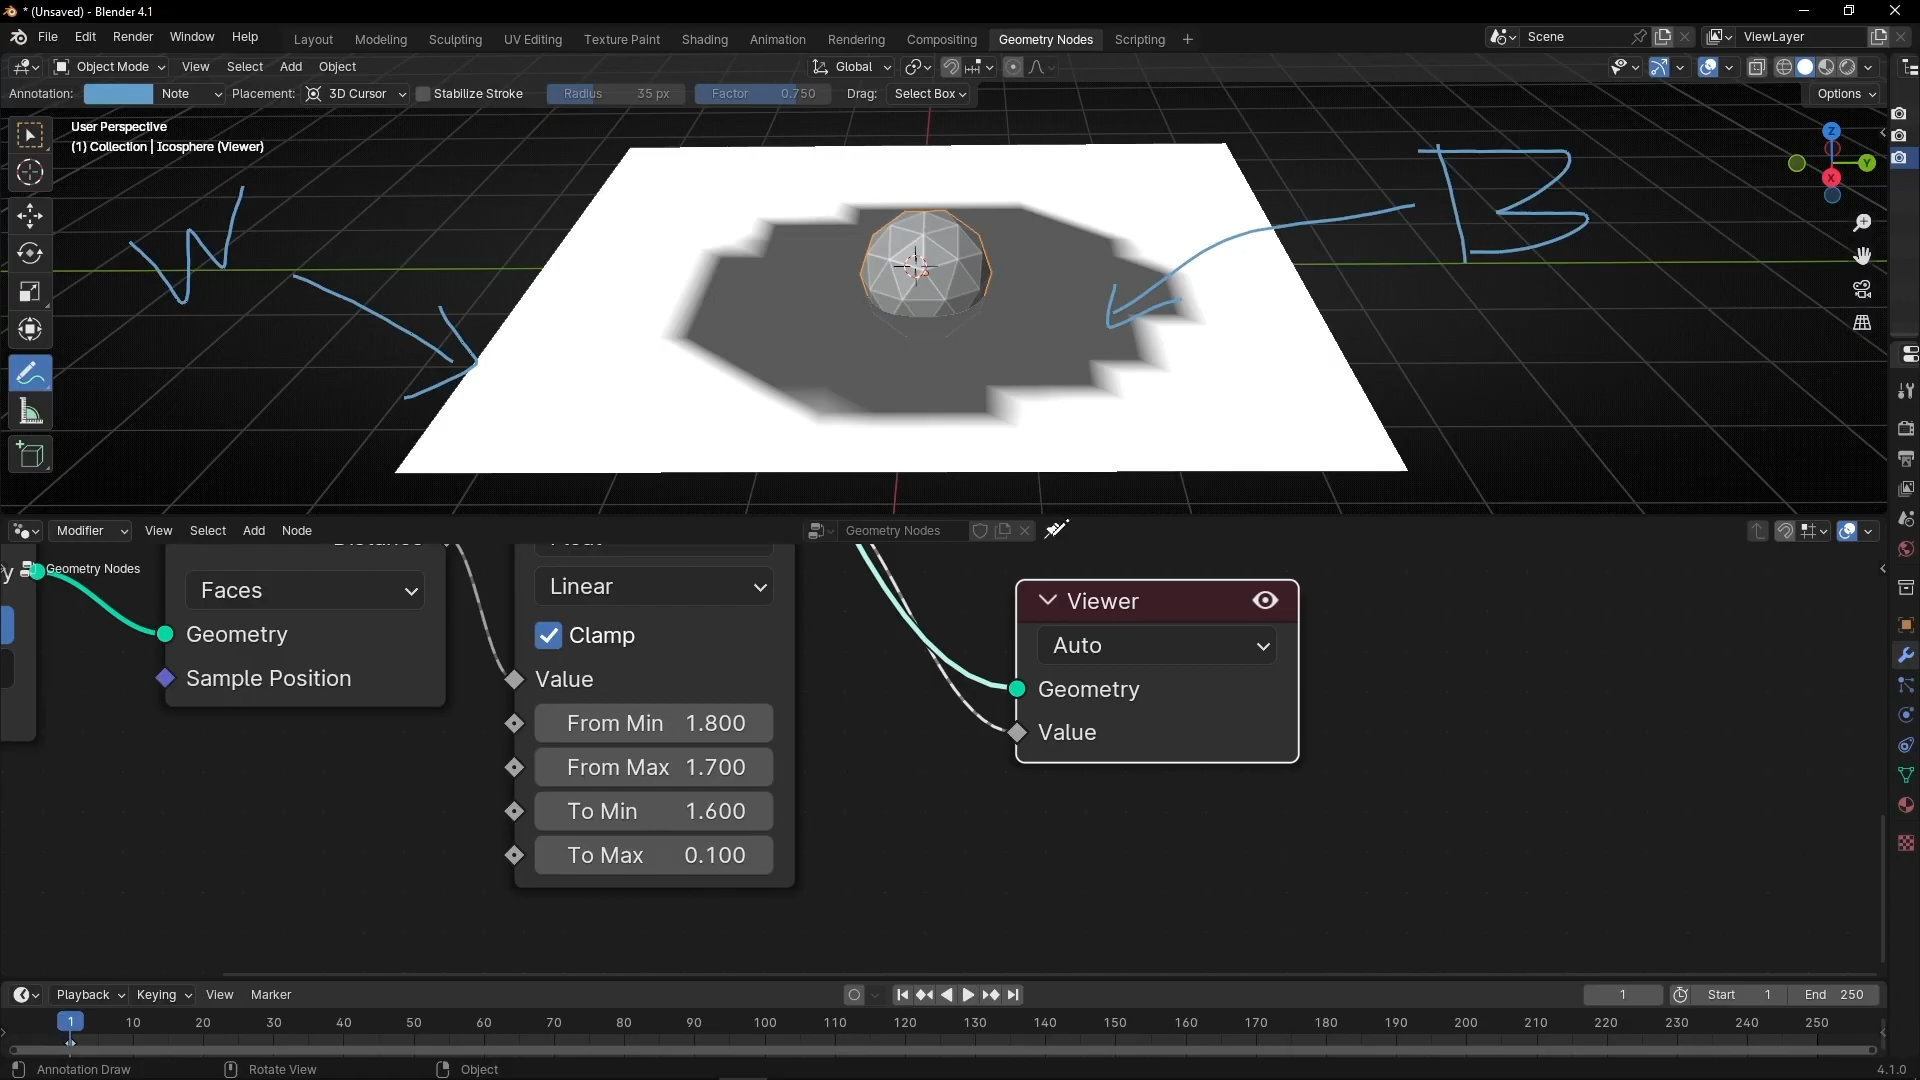 * (Unsaved) - Blender 4.1
File Edit Render Window Help Layout Modeling Sculpting UV Editing Texture Paint Shading Animation Rendering Compositing Geometry Nodes Scripting + Scene ViewLayer
Object Mode View Select Add Object Global
Annotation: Note Placement: 3D Cursor Stabilize Stroke Radius 35 px Factor 0.750 Drag: Select Box Options
User Perspective
(1) Collection | Icosphere (Viewer)
Z
Y
X
W
B
Modifier View Select Add Node Geometry Nodes
y Geometry Nodes
Faces
Geometry
Sample Position
Linear
Clamp
Value
From Min 1.800
From Max 1.700
To Min 1.600
To Max 0.100
Viewer
Auto
Geometry
Value
Playback Keying View Marker 1 Start 1 End 250
1 10 20 30 40 50 60 70 80 90 100 110 120 130 140 150 160 170 180 190 200 210 220 230 240 250
Annotation Draw Rotate View Object 4.1.0